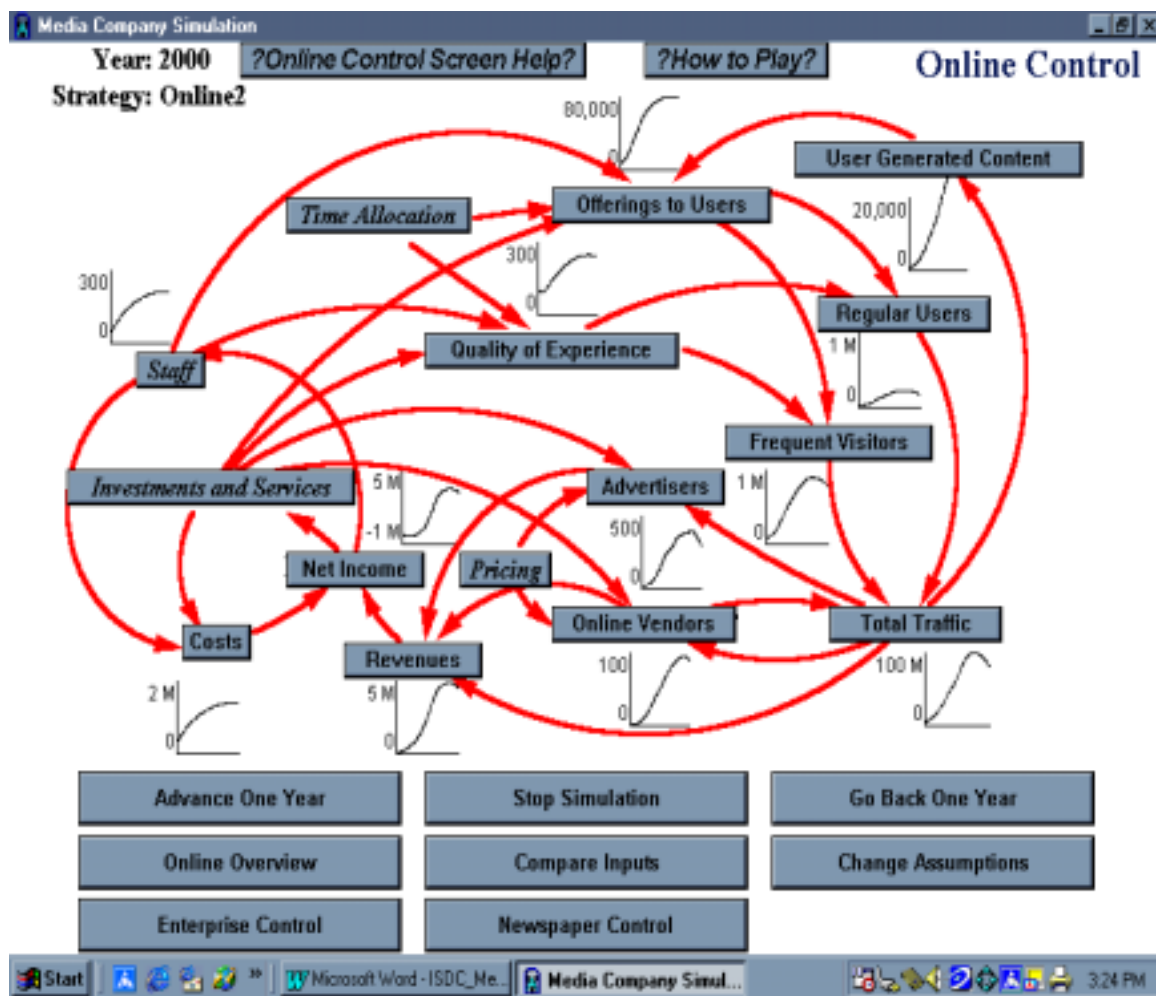 Media Company Simulation
Year: 2000
?Online Control Screen Help?
?How to Play?
Online Control
Strategy: Online2
80,000
0
User Generated Content
Time Allocation
Offerings to Users
20,000
0
300
0
300
0
Regular Users
Quality of Experience
1 M
0
Staff
Frequent Visitors
Investments and Services
5 M
-1 M
Advertisers
1 M
0
500
0
Net Income
Pricing
Online Vendors
Total Traffic
Costs
Revenues
100
0
100 M
0
2 M
0
5 M
0
Advance One Year
Stop Simulation
Go Back One Year
Online Overview
Compare Inputs
Change Assumptions
Enterprise Control
Newspaper Control
Start
»
Microsoft Word - ISDC_Me...
Media Company Simul...
3:24 PM